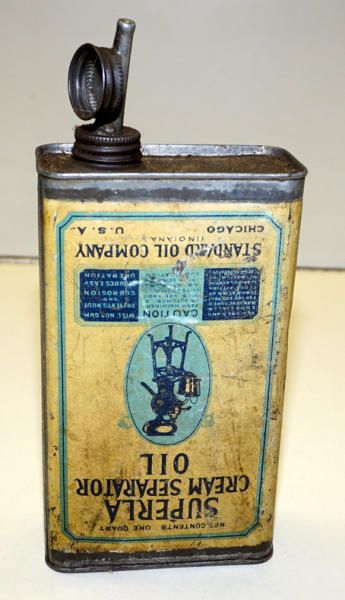 NET CONTENTS ONE QUART
SUPERLA
CREAM SEPARATOR
OIL
WILL NOT GUM
PREVENTS RUST
AND
CORROSION
INSURES EASY
OPERATION
CAUTION
STANDARD OIL COMPANY
(INDIANA)
CHICAGO U. S. A.